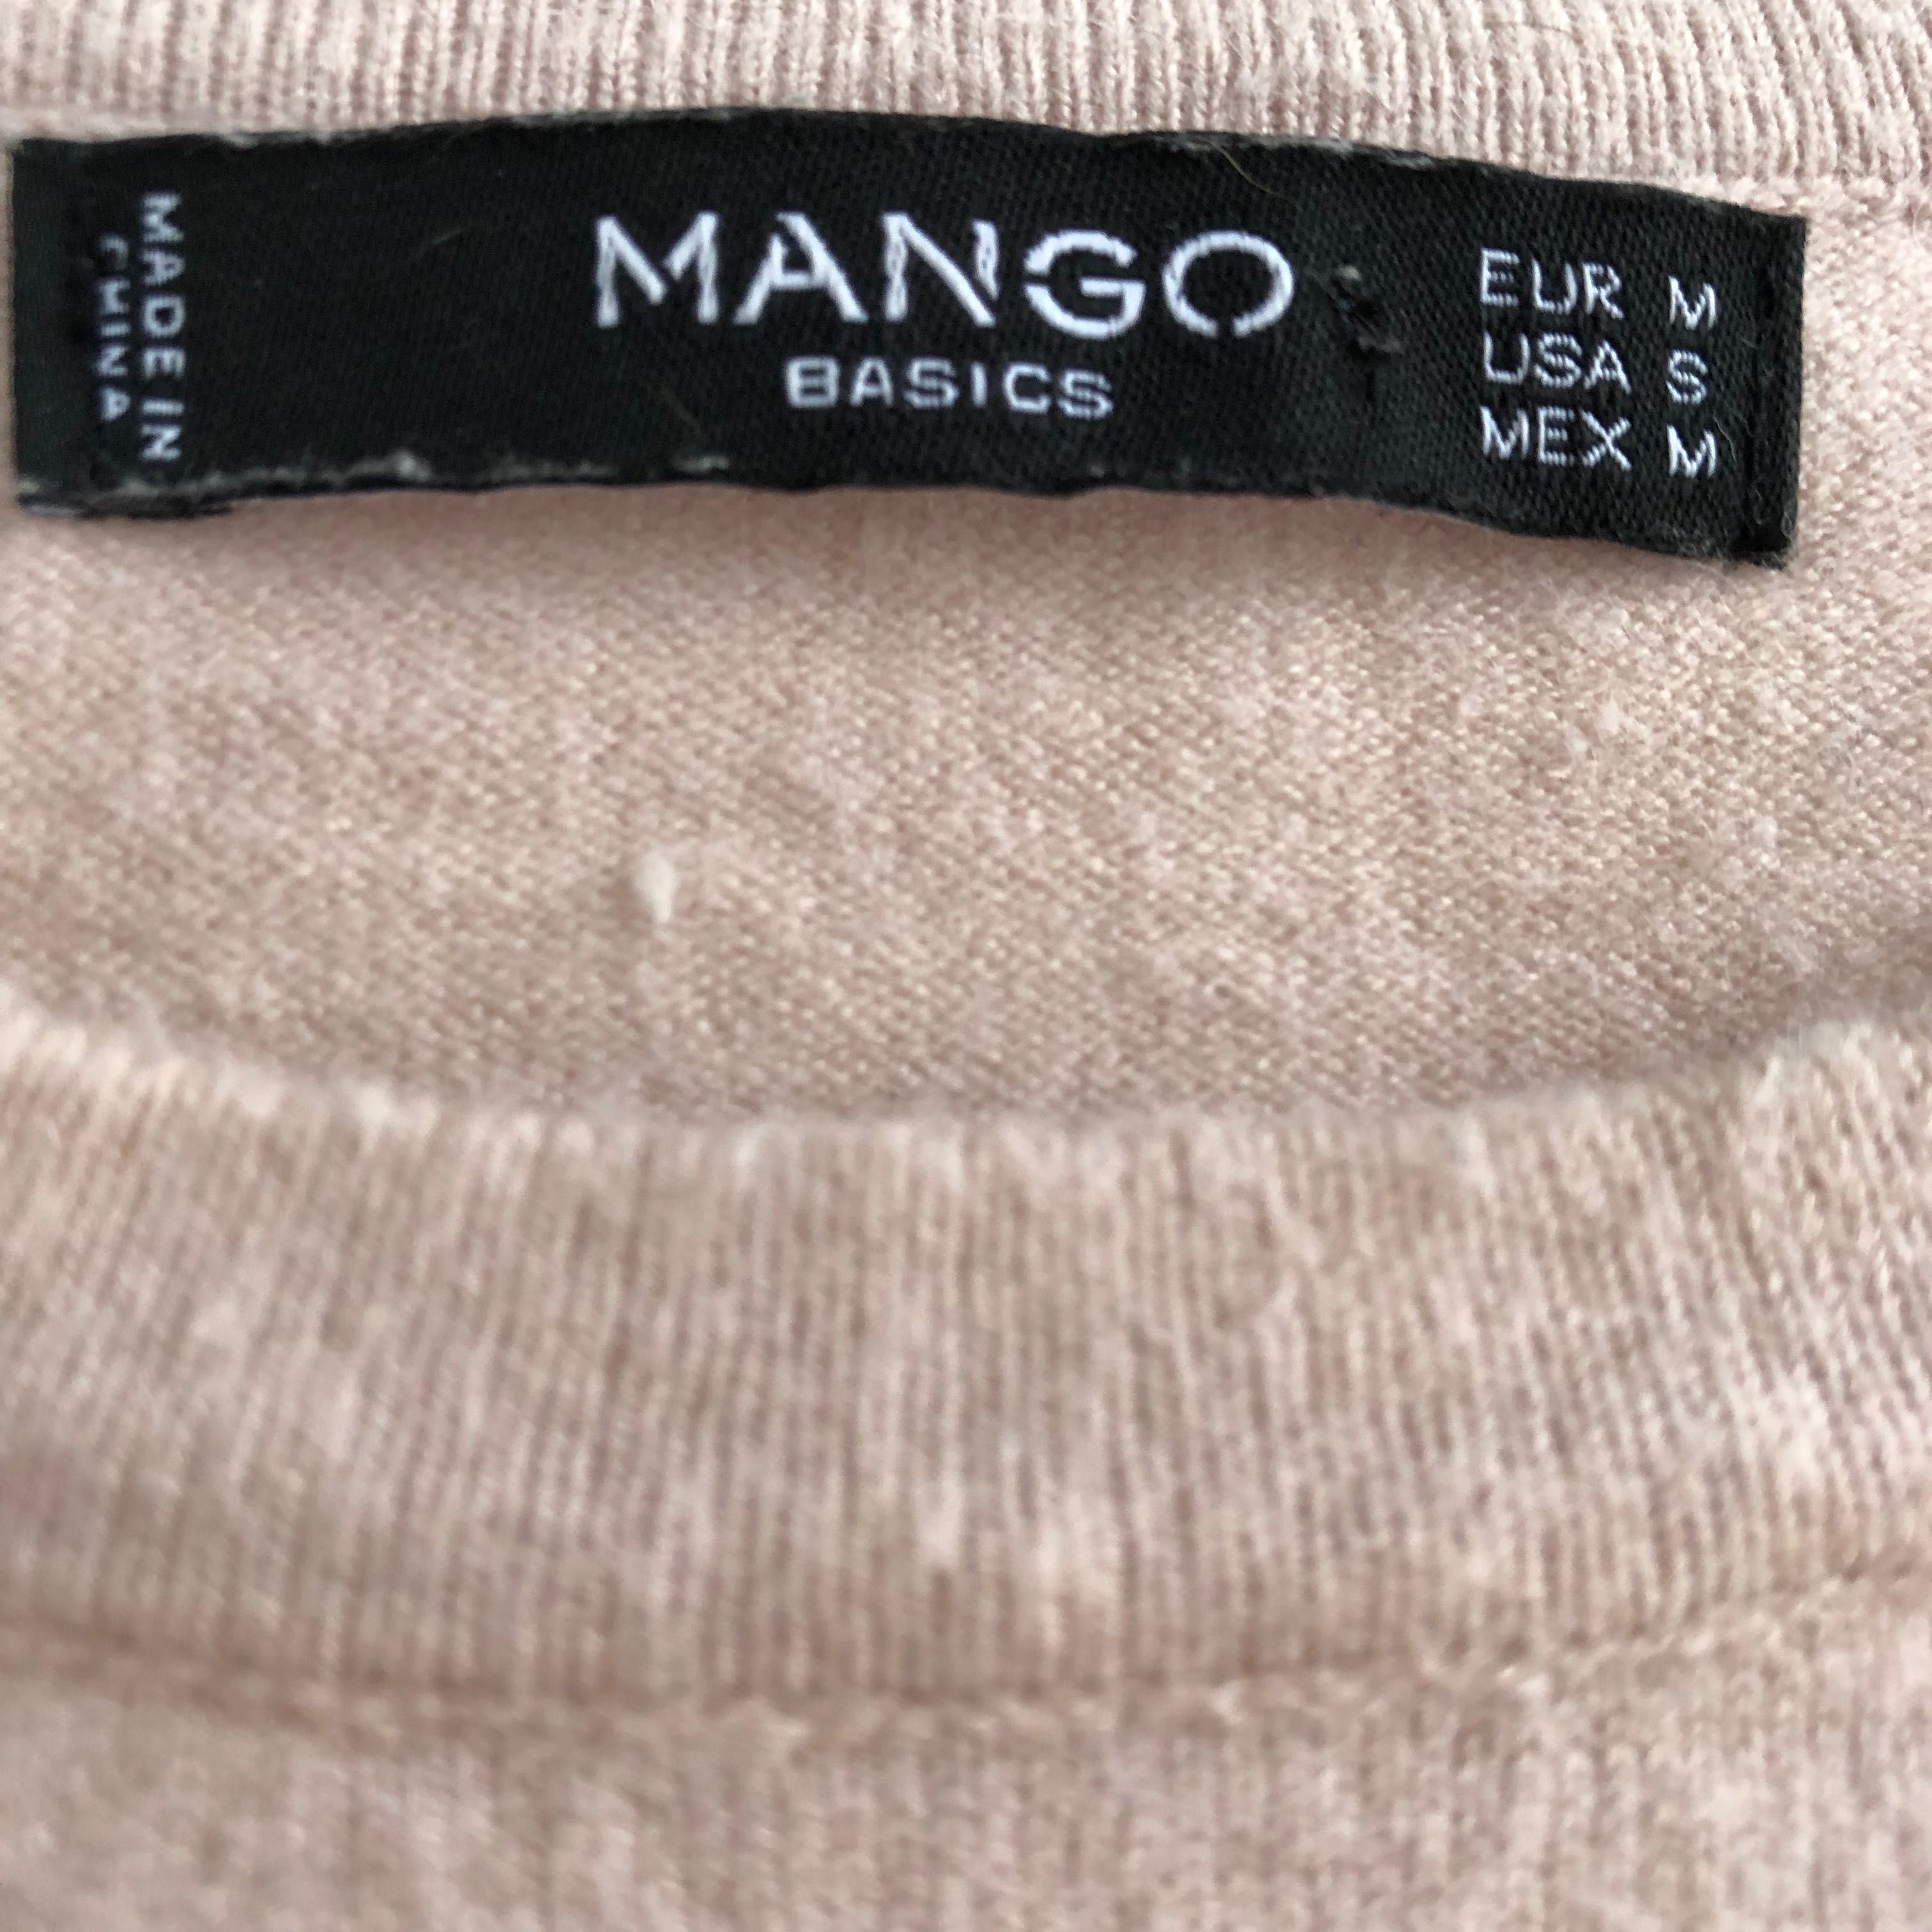 MADE IN
CHINA
MANGO
BASICS
EUR M
USA S
MEX M